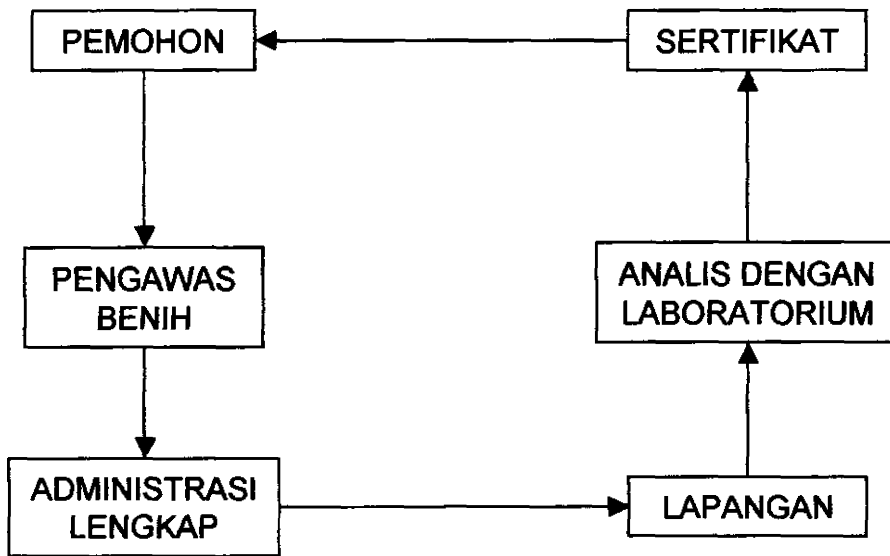 PEMOHON
SERTIFIKAT
PENGAWAS
BENIH
ANALIS DENGAN
LABORATORIUM
ADMINISTRASI
LENGKAP
LAPANGAN